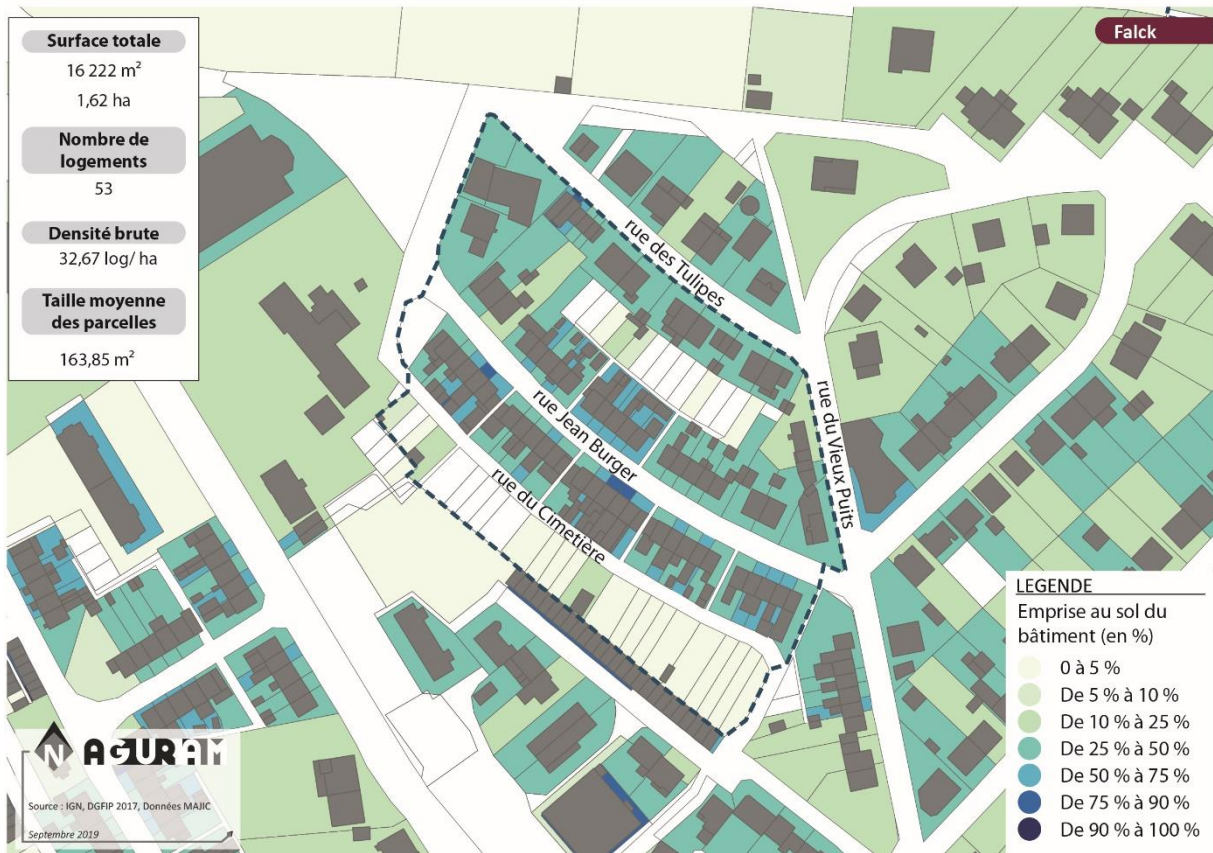 Surface totale
16 222 m²
1,62 ha
Nombre de
logements
53
Densité brute
32,67 log/ ha
Taille moyenne
des parcelles
163,85 m²
Falck
rue des Tulipes
rue du Vieux Puits
rue Jean Burger
rue du Cimetière
LEGENDE
Emprise au sol du
bâtiment (en %)
0 à 5 %
De 5 % à 10 %
De 10 % à 25 %
De 25 % à 50 %
De 50 % à 75 %
De 75 % à 90 %
De 90 % à 100 %
N AGURAM
Source : IGN, DGFIP 2017, Données MAJIC
Septembre 2019